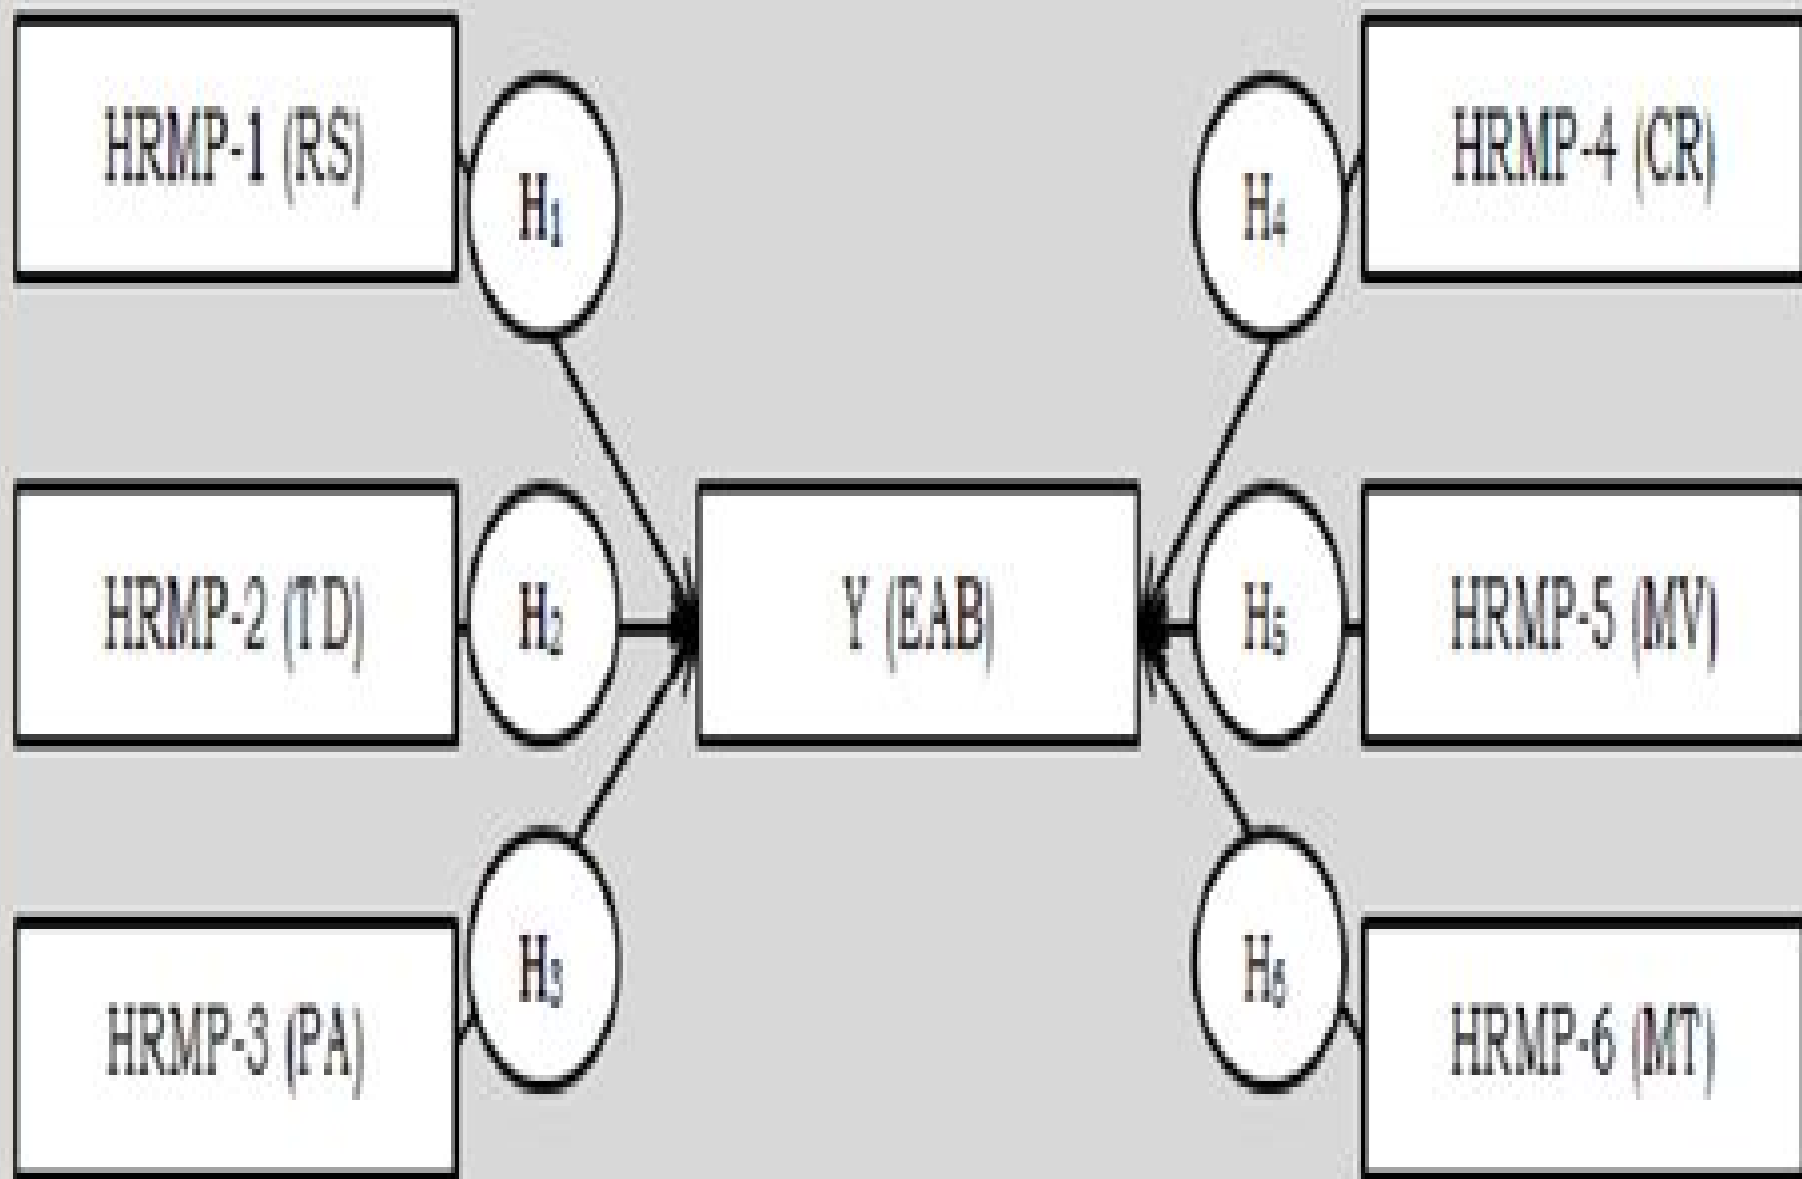 HRMP-1 (RS)
H₁
H₄
HRMP-4 (CR)
HRMP-2 (TD)
H₂
Y (EAB)
H₅
HRMP-5 (MV)
HRMP-3 (PA)
H₃
H₆
HRMP-6 (MT)